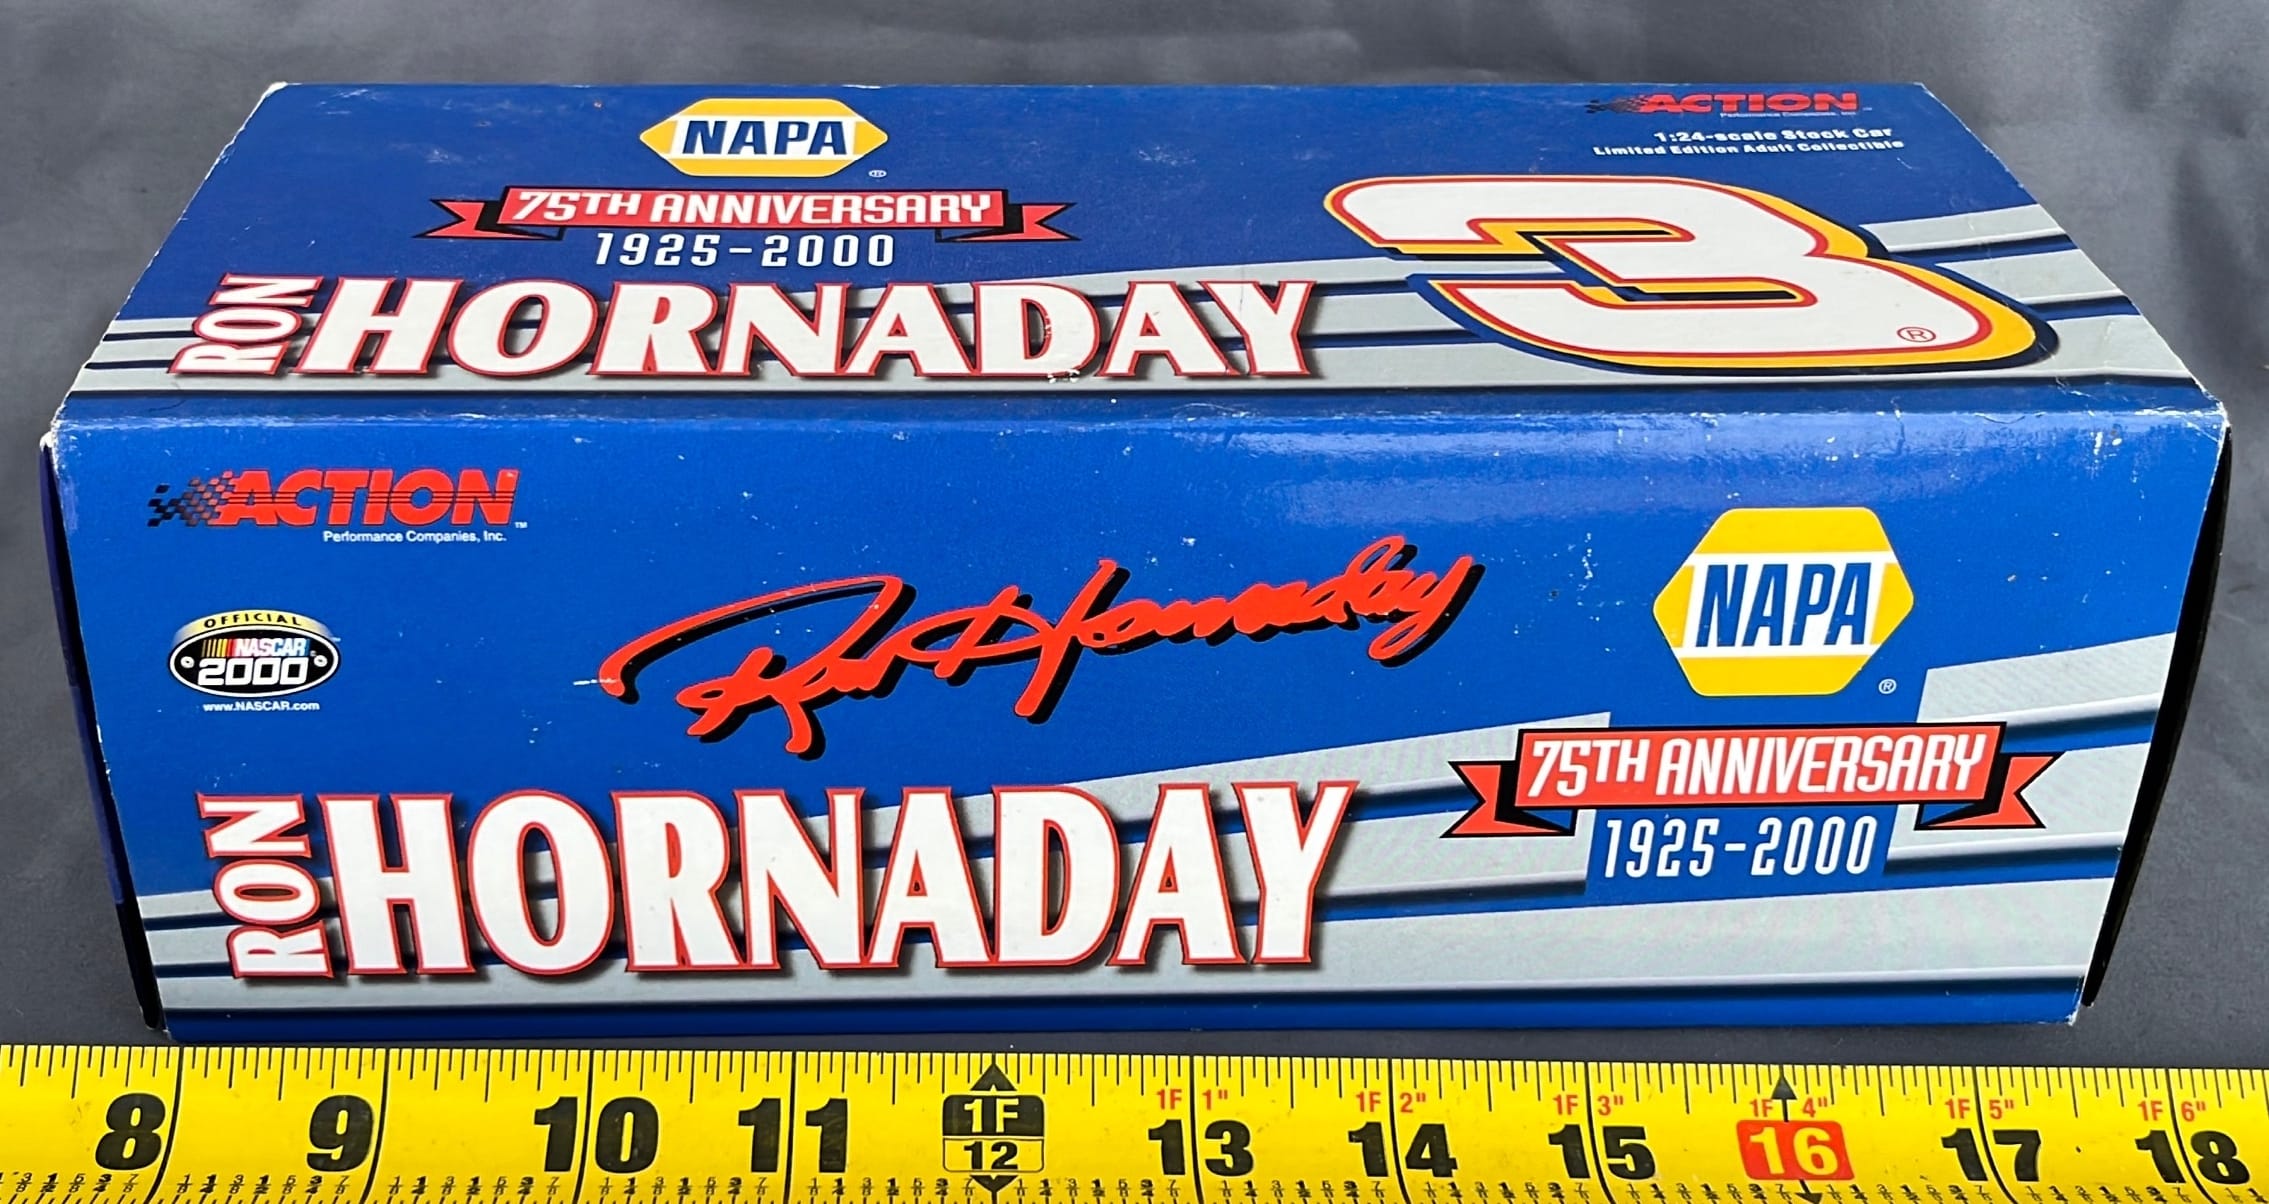 NAPA
®
75TH ANNIVERSARY
1925-2000
RON HORNADAY
ACTION
Performance Companies, Inc.
1:24-scale Stock Car
Limited Edition Adult Collectible
3
®
ACTION™
Performance Companies, Inc.
OFFICIAL
NASCAR
2000
www.NASCAR.com
Ron Hornaday
NAPA
®
75TH ANNIVERSARY
1925-2000
RON HORNADAY
1F 1" 1F 2" 1F 3" 1F 4" 1F 5" 1F 6"
8 9 10 11 1F 12 13 14 15 16 17 18